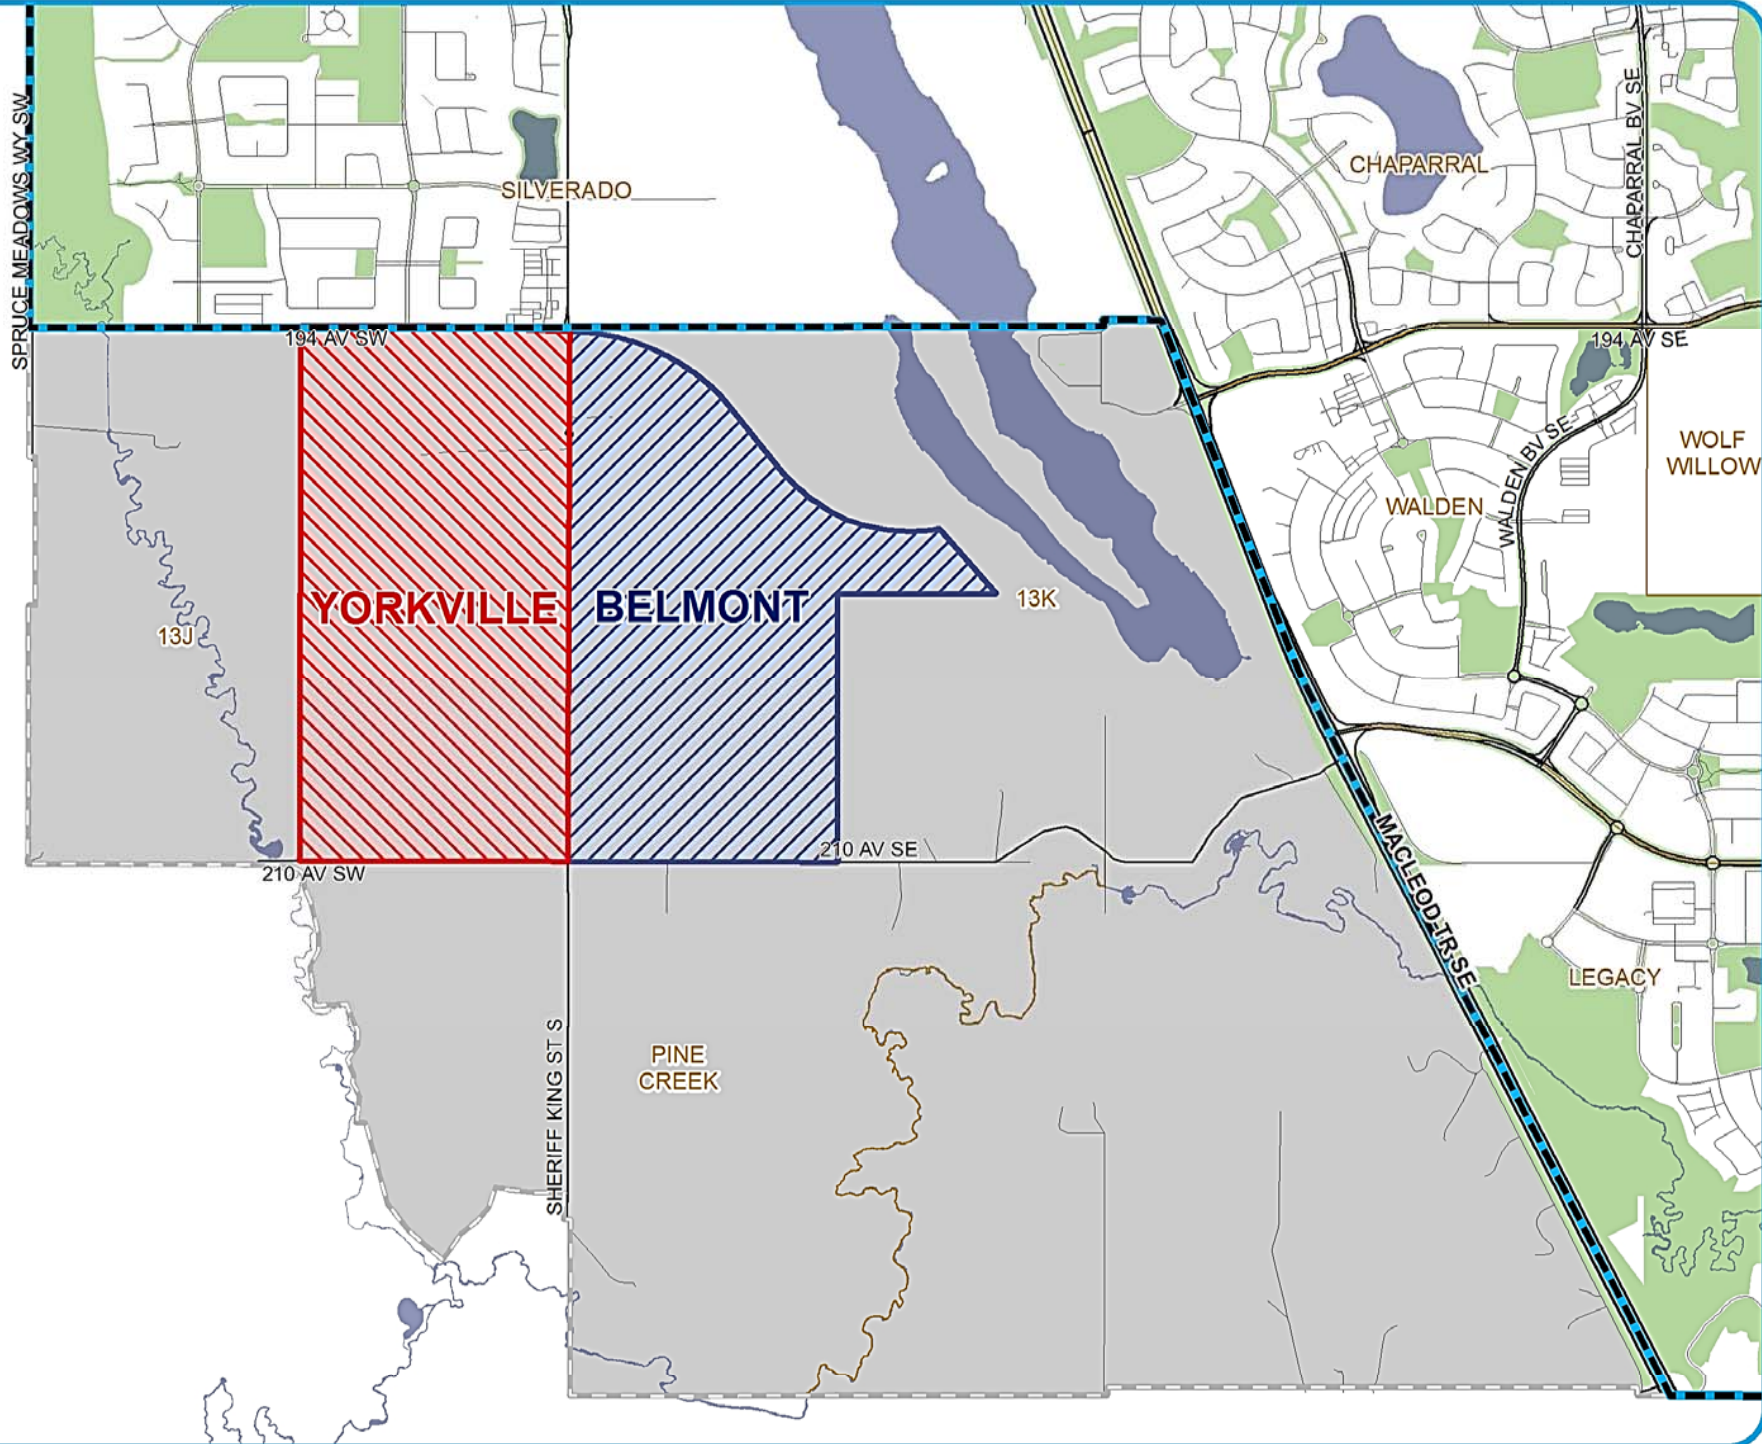 SPRUCE MEADOWS WY SW
SILVERADO
CHAPARRAL
CHAPARRAL BV SE
194 AV SW
194 AV SE
WALDEN BV SE
WOLF
WILLOW
WALDEN
YORKVILLE
BELMONT
13K
13J
210 AV SE
210 AV SW
MACLEOD TR SE
LEGACY
SHERIFF KING ST S
PINE
CREEK